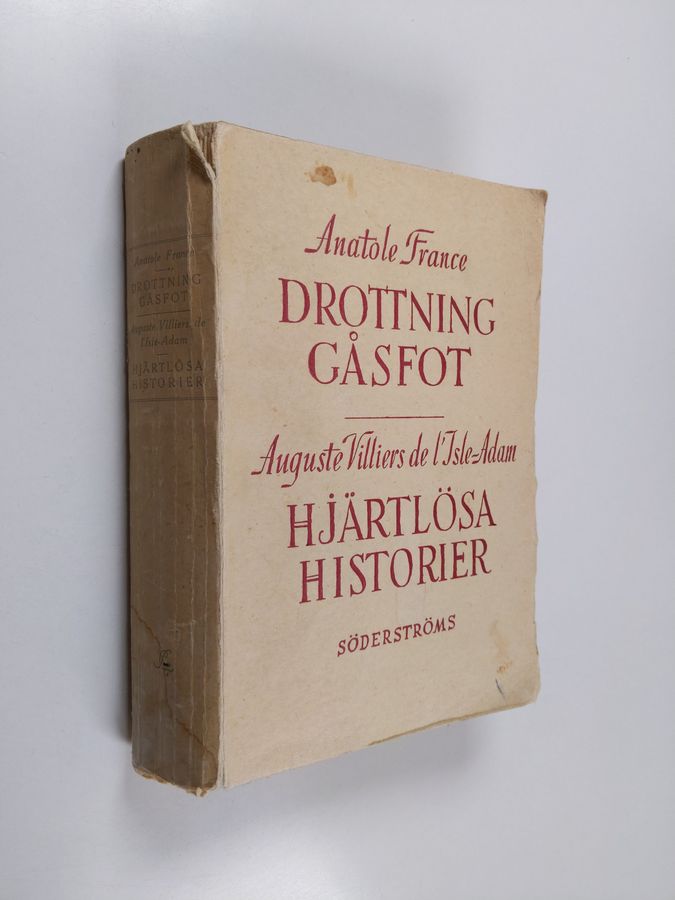 Anatole France
DROTTNING
GÅSFOT
Auguste Villiers de
l'Isle-Adam
HJÄRTLÖSA
HISTORIER
Anatole France
DROTTNING
GÅSFOT
Auguste Villiers de l'Isle-Adam
HJÄRTLÖSA
HISTORIER
SÖDERSTRÖMS